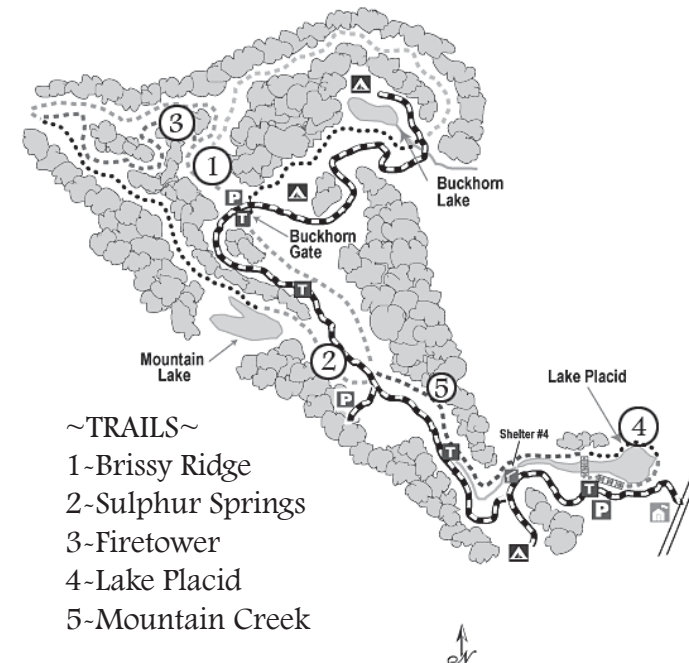 3
1
P
T
Buckhorn
Gate
Buckhorn
Lake
T
Mountain
Lake
2
P
5
Lake Placid
4
Shelter #4
T
T
P
~TRAILS~
1-Brissy Ridge
2-Sulphur Springs
3-Firetower
4-Lake Placid
5-Mountain Creek
N